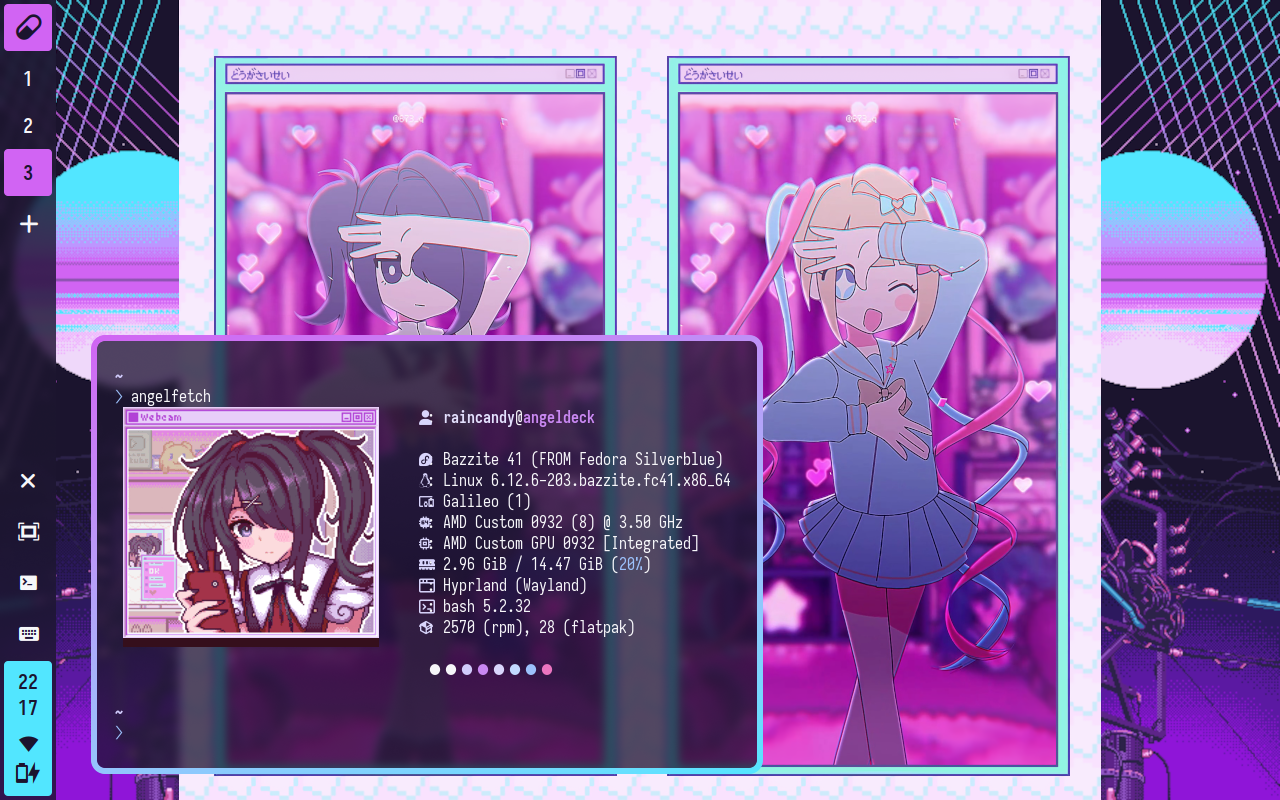 1
2
3
22
17
どうがさいせい
どうがさいせい
~
> angelfetch
Webcam
raincandy@angeldeck
Bazzite 41 (FROM Fedora Silverblue)
Linux 6.12.6-203.bazzite.fc41.x86_64
Galileo (1)
AMD Custom 0932 (8) @ 3.50 GHz
AMD Custom GPU 0932 [Integrated]
2.96 GiB / 14.47 GiB (20%)
Hyprland (Wayland)
bash 5.2.32
2570 (rpm), 28 (flatpak)
~
>